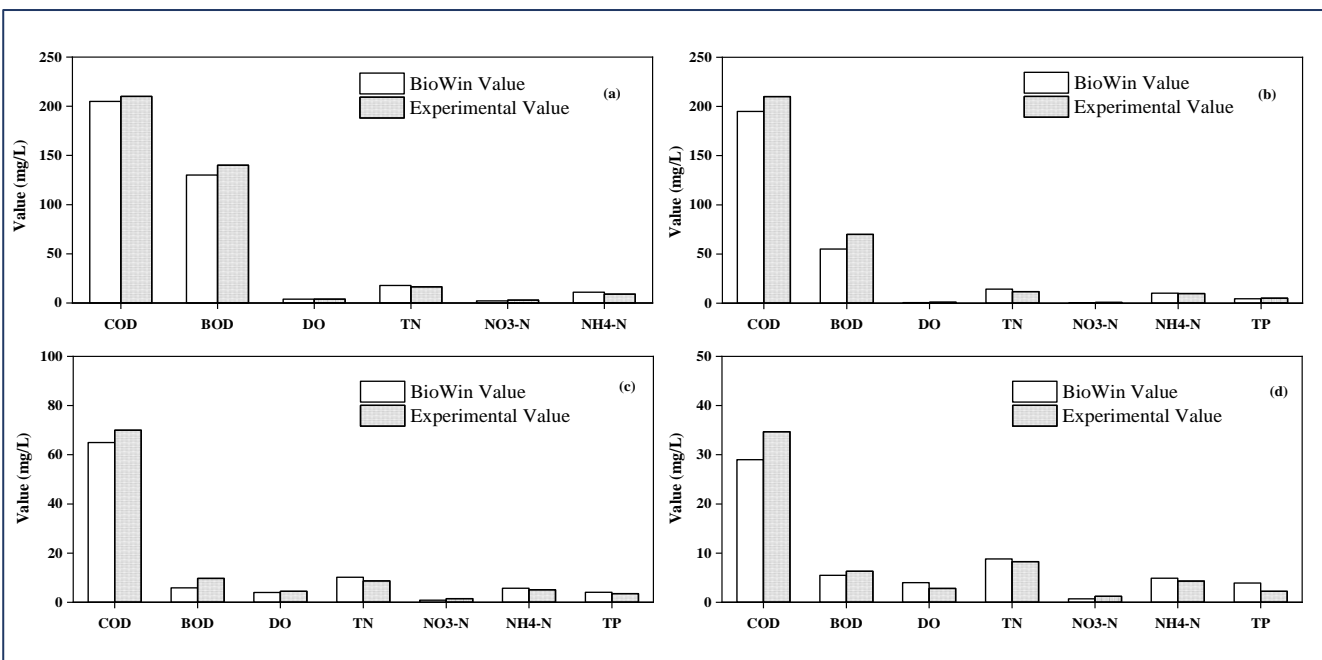 250
200
150
100
50
0
Value (mg/L)
BioWin Value
Experimental Value
(a)
COD BOD DO TN NO3-N NH4-N
250
200
150
100
50
0
Value (mg/L)
BioWin Value
Experimental Value
(b)
COD BOD DO TN NO3-N NH4-N TP
100
80
60
40
20
0
Value (mg/L)
BioWin Value
Experimental Value
(c)
COD BOD DO TN NO3-N NH4-N TP
50
40
30
20
10
0
Value (mg/L)
BioWin Value
Experimental Value
(d)
COD BOD DO TN NO3-N NH4-N TP